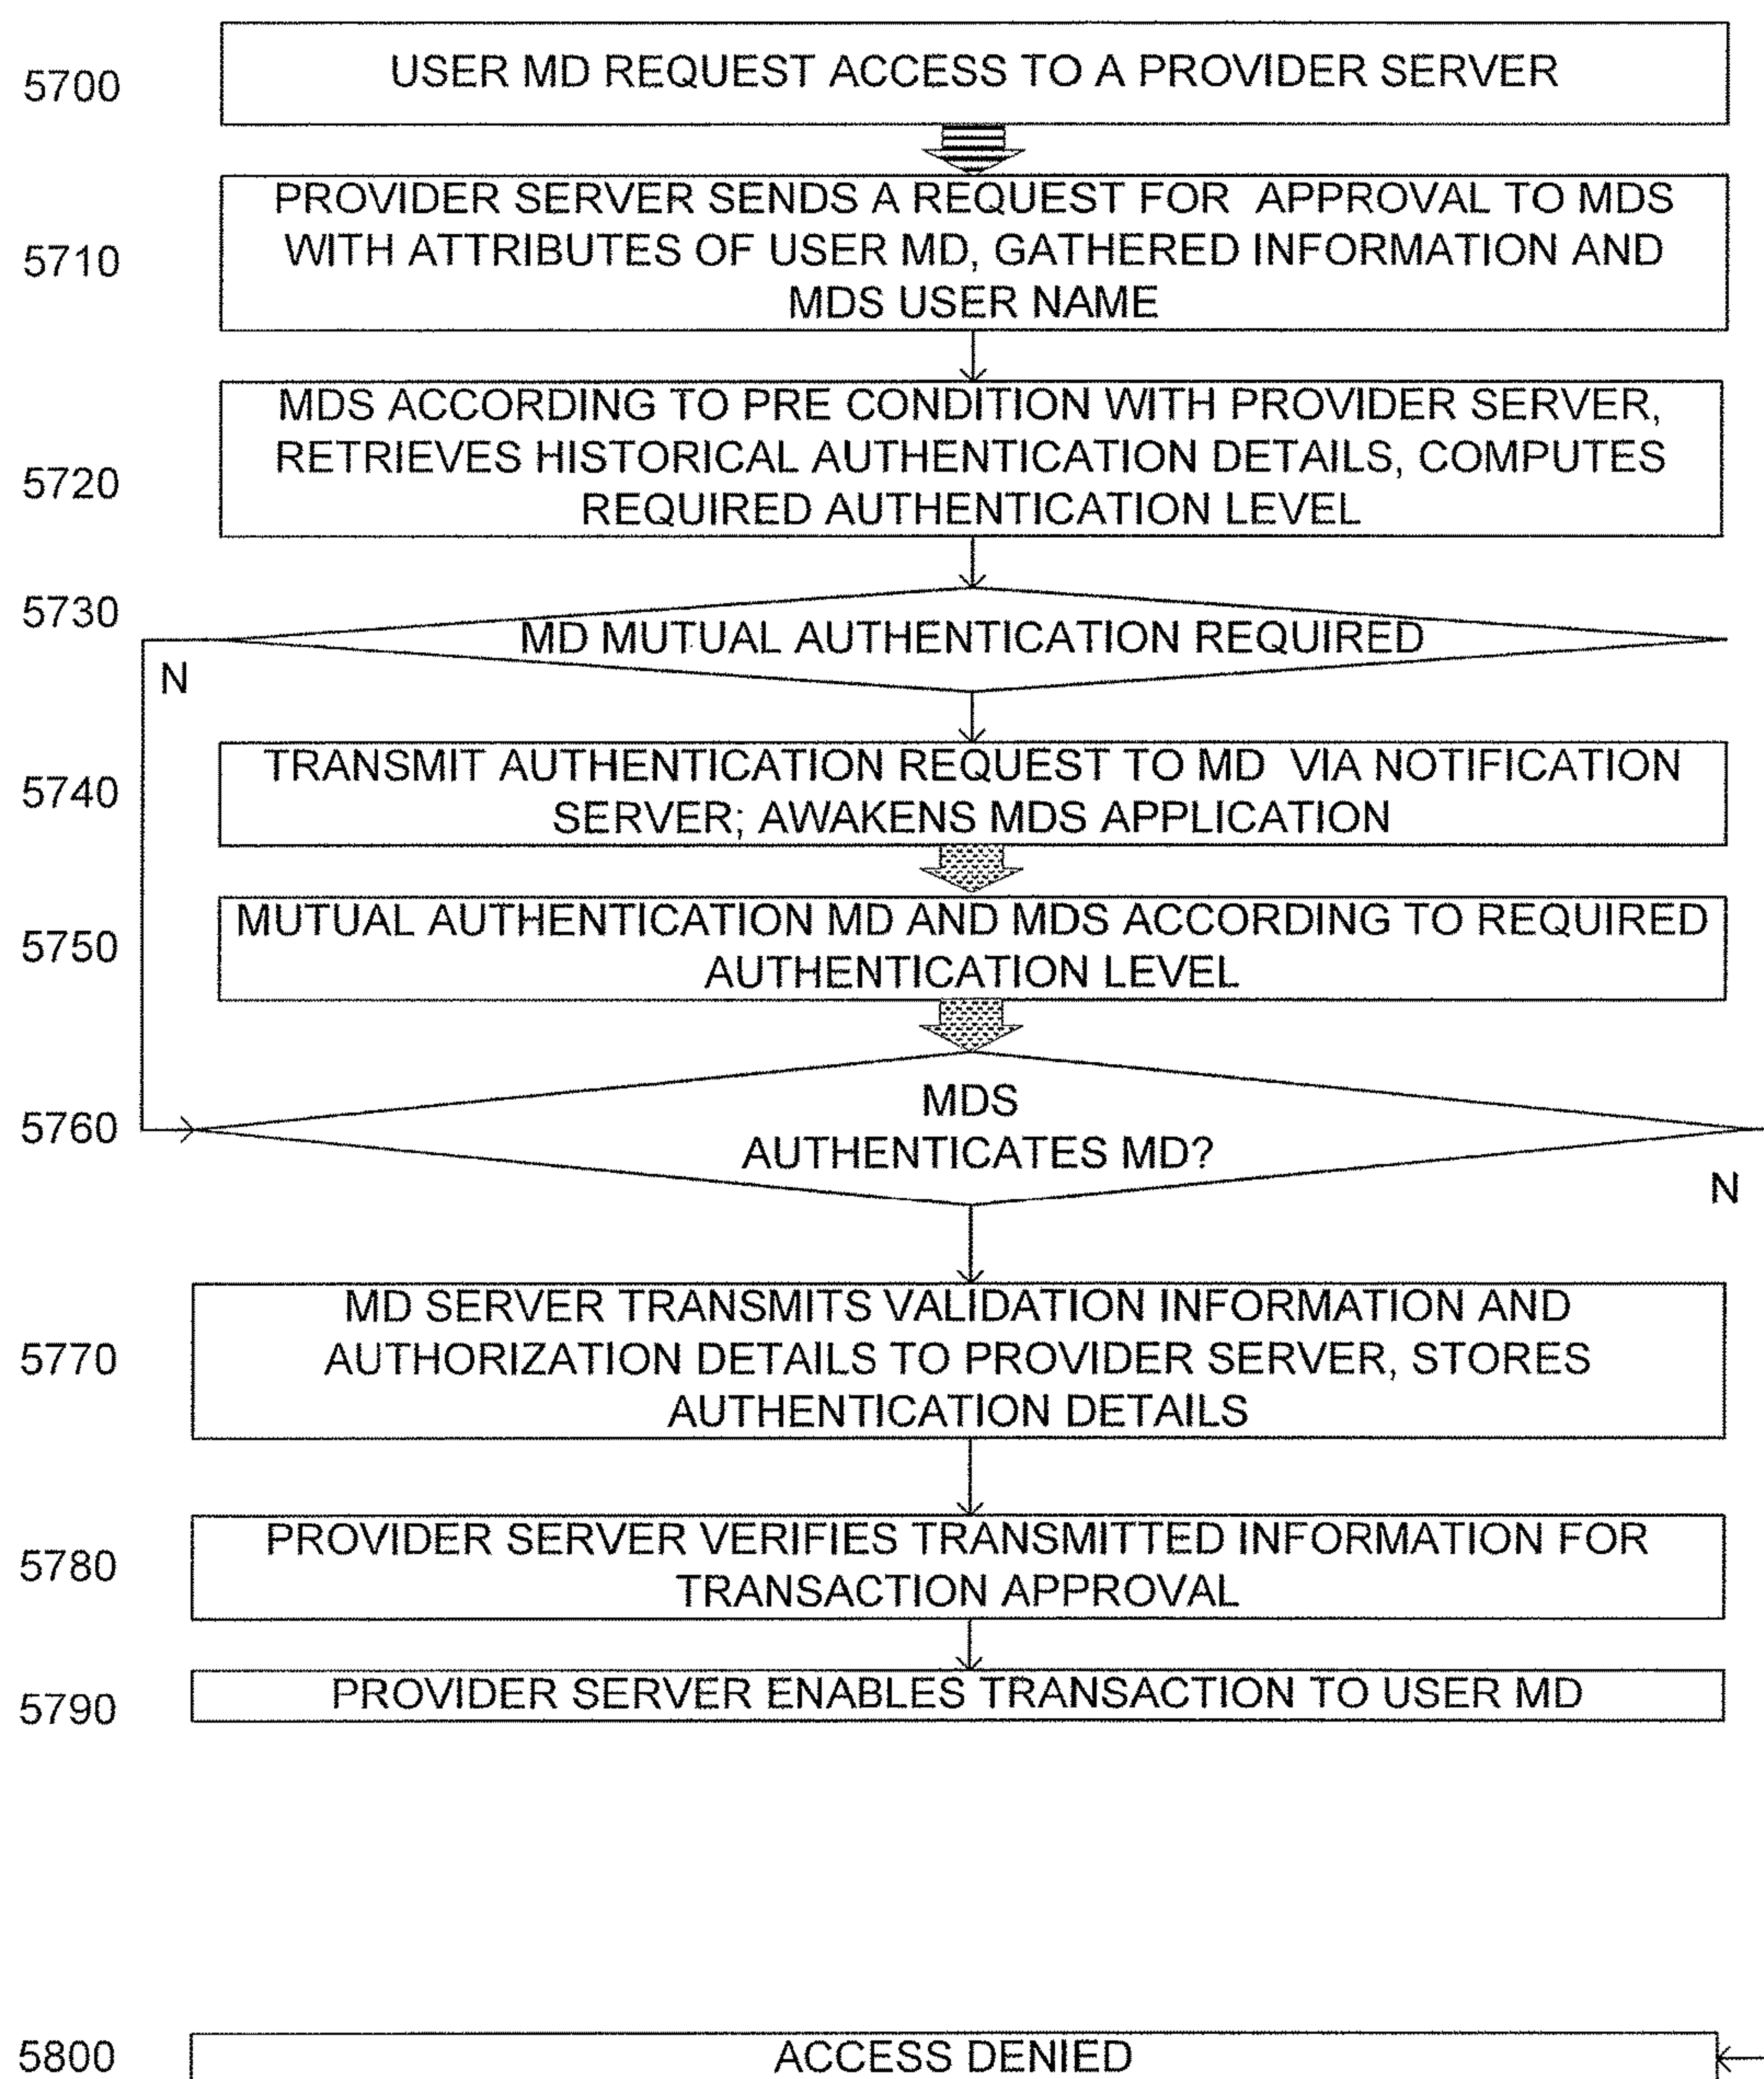 5700
USER MD REQUEST ACCESS TO A PROVIDER SERVER
5710
PROVIDER SERVER SENDS A REQUEST FOR APPROVAL TO MDS
WITH ATTRIBUTES OF USER MD, GATHERED INFORMATION AND
MDS USER NAME
5720
MDS ACCORDING TO PRE CONDITION WITH PROVIDER SERVER,
RETRIEVES HISTORICAL AUTHENTICATION DETAILS, COMPUTES
REQUIRED AUTHENTICATION LEVEL
5730
MD MUTUAL AUTHENTICATION REQUIRED
N
5740
TRANSMIT AUTHENTICATION REQUEST TO MD VIA NOTIFICATION
SERVER; AWAKENS MDS APPLICATION
5750
MUTUAL AUTHENTICATION MD AND MDS ACCORDING TO REQUIRED
AUTHENTICATION LEVEL
5760
MDS
AUTHENTICATES MD?
N
5770
MD SERVER TRANSMITS VALIDATION INFORMATION AND
AUTHORIZATION DETAILS TO PROVIDER SERVER, STORES
AUTHENTICATION DETAILS
5780
PROVIDER SERVER VERIFIES TRANSMITTED INFORMATION FOR
TRANSACTION APPROVAL
5790
PROVIDER SERVER ENABLES TRANSACTION TO USER MD
5800
ACCESS DENIED